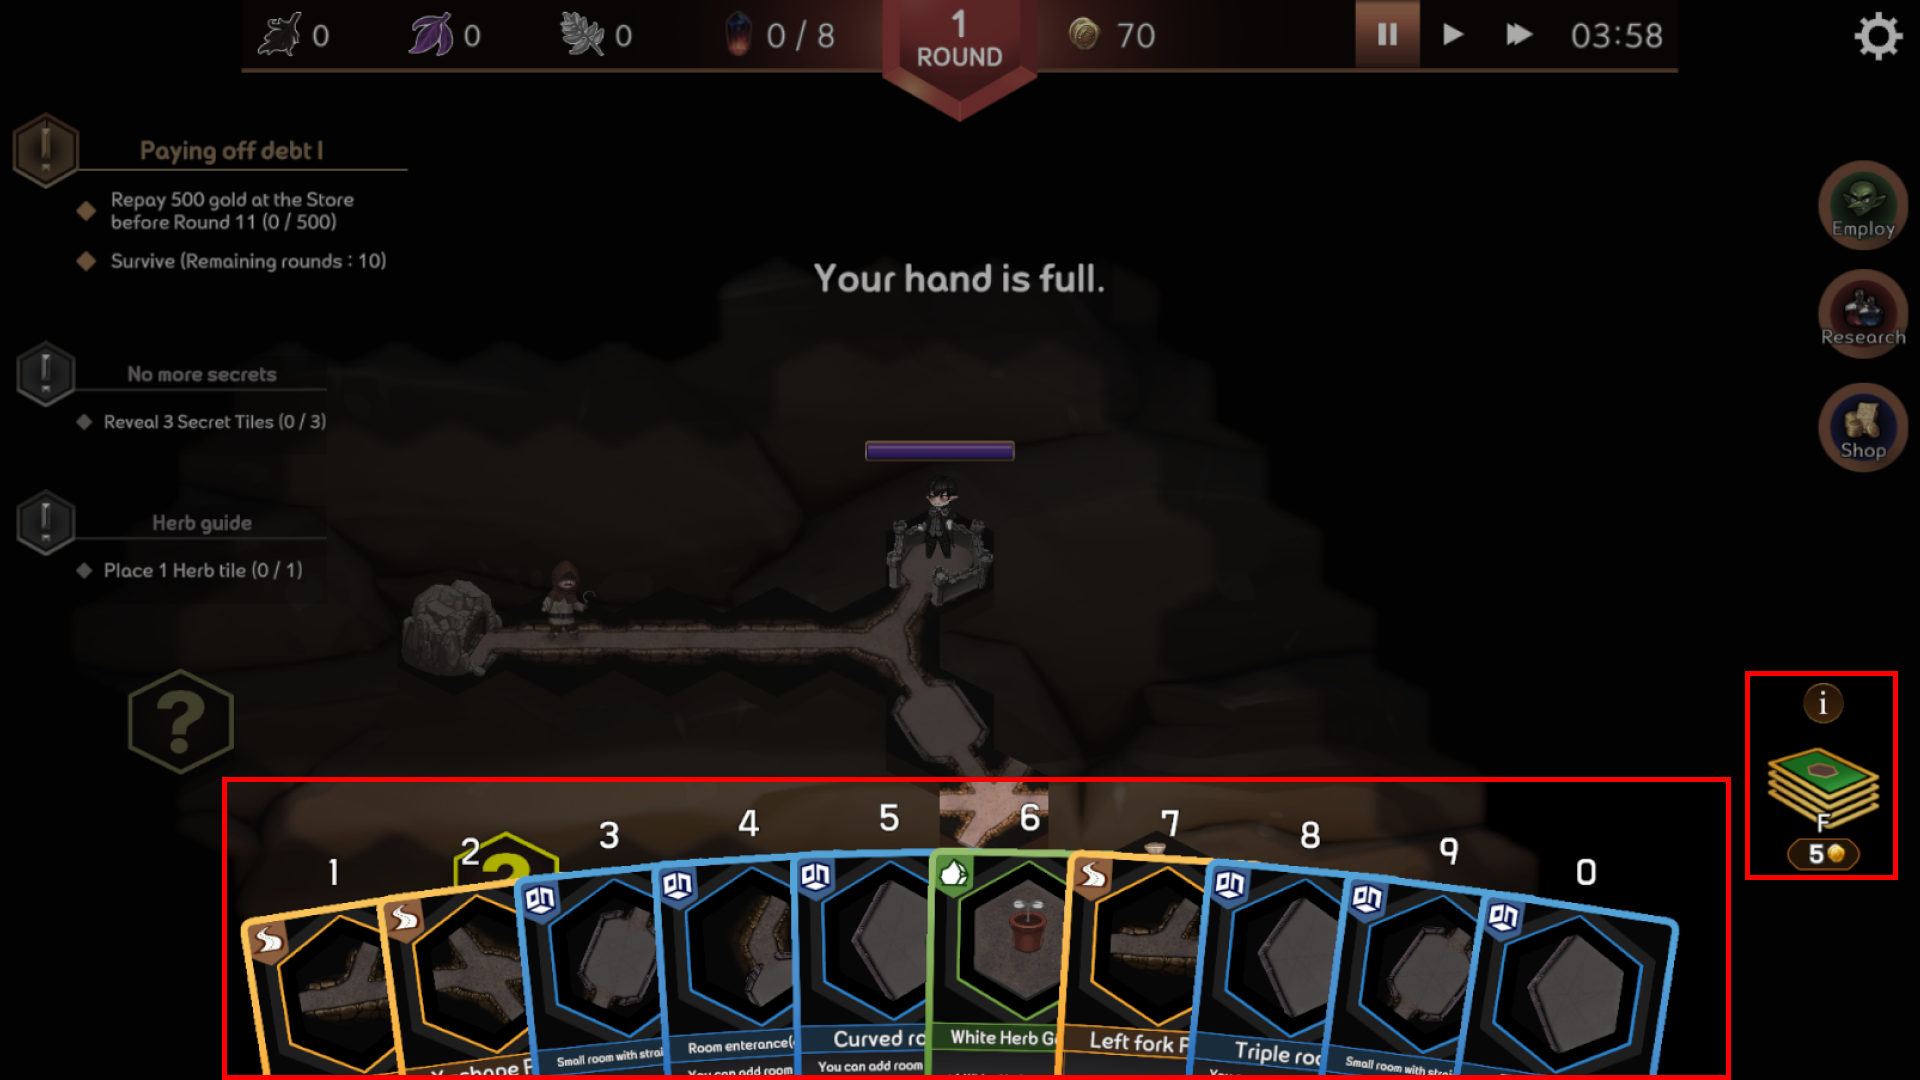 0
0
0
0 / 8
1
ROUND
70
03:58
Paying off debt I
Repay 500 gold at the Store
before Round 11 (0 / 500)
Survive (Remaining rounds : 10)
No more secrets
Reveal 3 Secret Tiles (0 / 3)
Herb guide
Place 1 Herb tile (0 / 1)
Your hand is full.
Employ
Research
Shop
?
i
F
5
1
2
3
4
5
6
7
8
9
0
Small room with strai
Room enterance(
You can add room
Curved ro
You can add room
White Herb G
Left fork P
Triple roo
Small room with strai